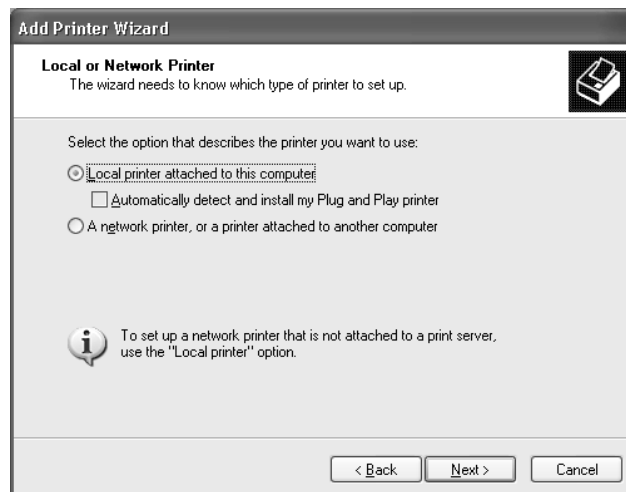 Add Printer Wizard
Local or Network Printer
The wizard needs to know which type of printer to set up.
Select the option that describes the printer you want to use:
Local printer attached to this computer
Automatically detect and install my Plug and Play printer
A network printer, or a printer attached to another computer
To set up a network printer that is not attached to a print server,
use the "Local printer" option.
< Back
Next >
Cancel